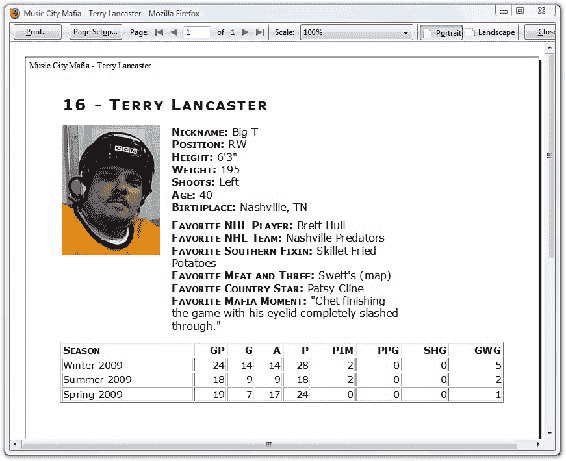 Music City Mafia - Terry Lancaster - Mozilla Firefox
Print... Page Setup... Page: 1 of 1 Scale: 100% Portrait Landscape Close
Music City Mafia - Terry Lancaster
16 - Terry Lancaster
Nickname: Big T
Position: RW
Height: 6'3"
Weight: 195
Shoots: Left
Age: 40
Birthplace: Nashville, TN
Favorite NHL Player: Brett Hull
Favorite NHL Team: Nashville Predators
Favorite Southern Fixin: Skillet Fried
Potatoes
Favorite Meat and Three: Swett's (map)
Favorite Country Star: Patsy Cline
Favorite Mafia Moment: "Chet finishing
the game with his eyelid completely slashed
through."
Season GP G A P PIM PPG SHG GWG
Winter 2009 24 14 14 28 2 0 0 5
Summer 2009 18 9 9 18 2 0 0 2
Spring 2009 19 7 17 24 0 0 0 1